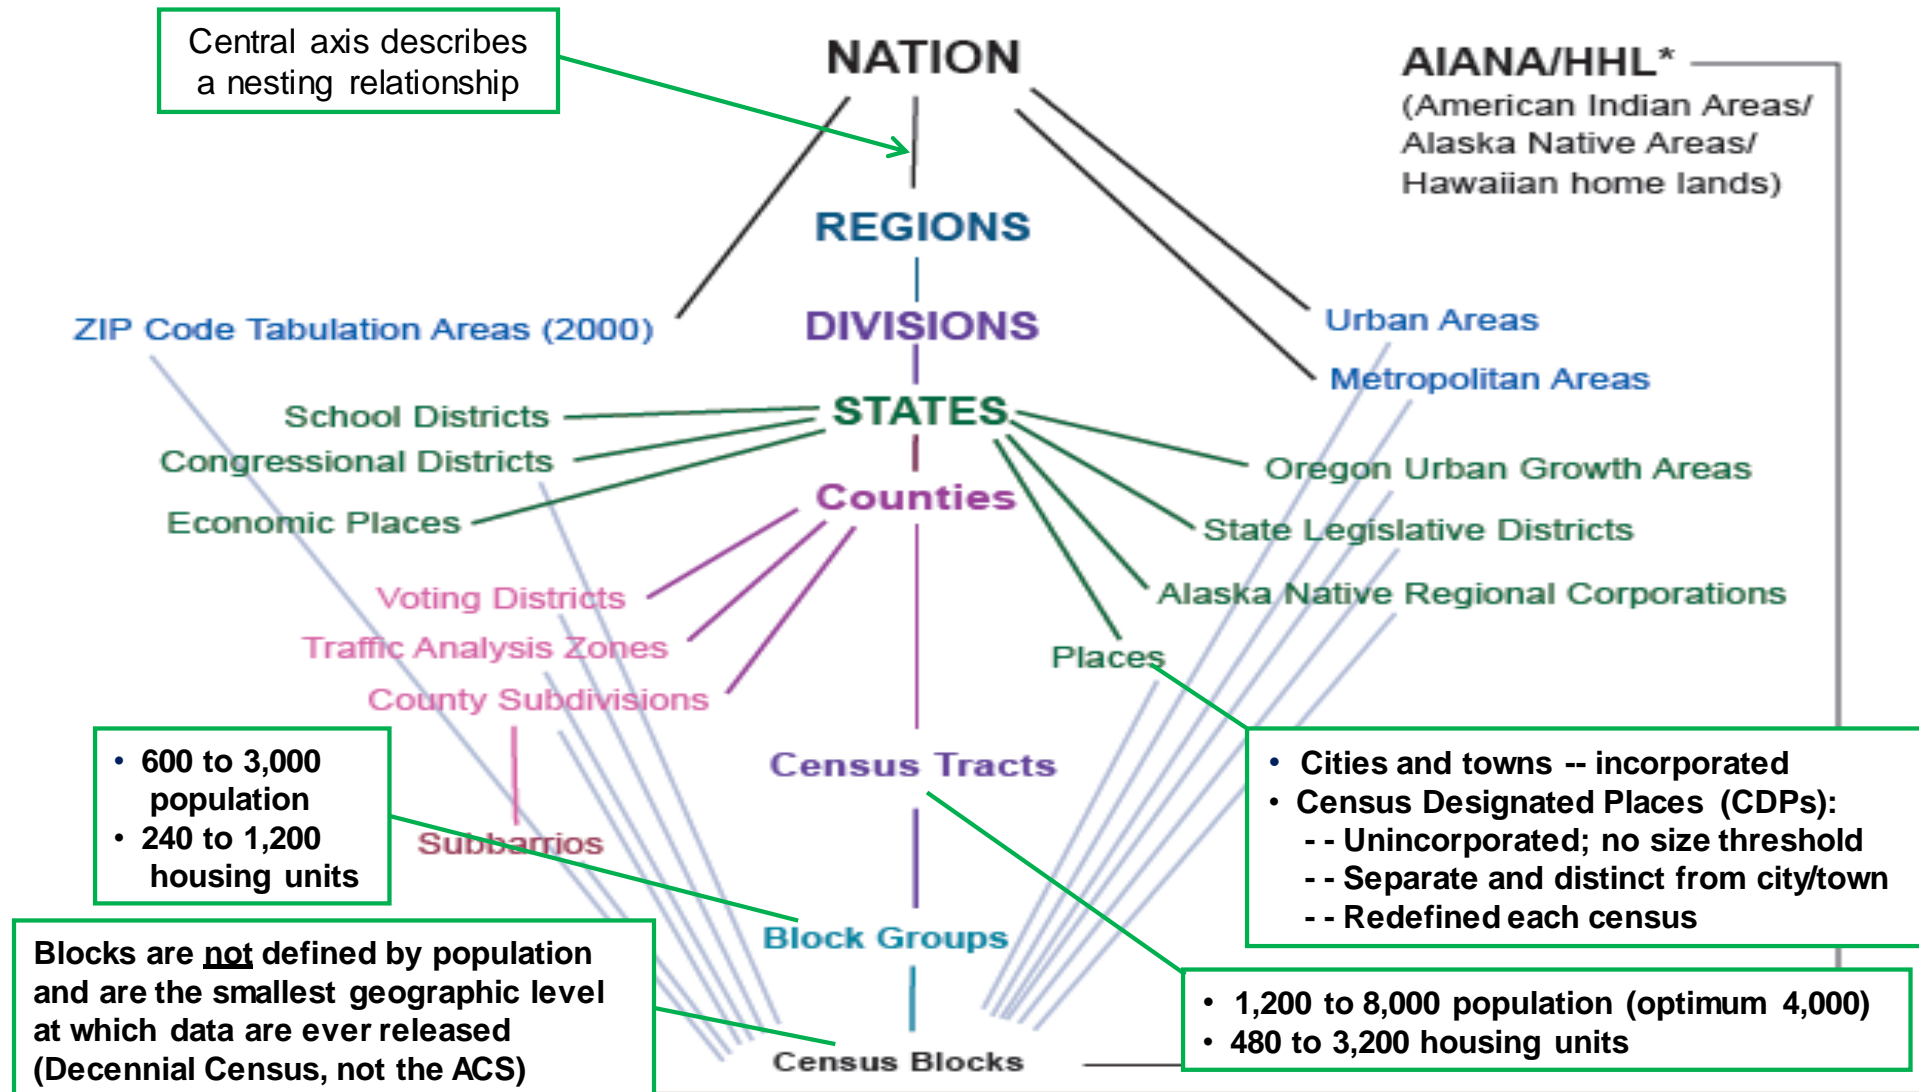 Central axis describes
a nesting relationship
NATION
AIANA/HHL*
(American Indian Areas/
Alaska Native Areas/
Hawaiian home lands)
REGIONS
ZIP Code Tabulation Areas (2000)
DIVISIONS
Urban Areas
Metropolitan Areas
School Districts
STATES
Congressional Districts
Oregon Urban Growth Areas
Economic Places
Counties
State Legislative Districts
Voting Districts
Alaska Native Regional Corporations
Traffic Analysis Zones
Places
County Subdivisions
• 600 to 3,000
population
• 240 to 1,200
housing units
Census Tracts
• Cities and towns -- incorporated
• Census Designated Places (CDPs):
- - Unincorporated; no size threshold
- - Separate and distinct from city/town
- - Redefined each census
Subbarrios
Block Groups
Blocks are not defined by population
and are the smallest geographic level
at which data are ever released
(Decennial Census, not the ACS)
• 1,200 to 8,000 population (optimum 4,000)
• 480 to 3,200 housing units
Census Blocks